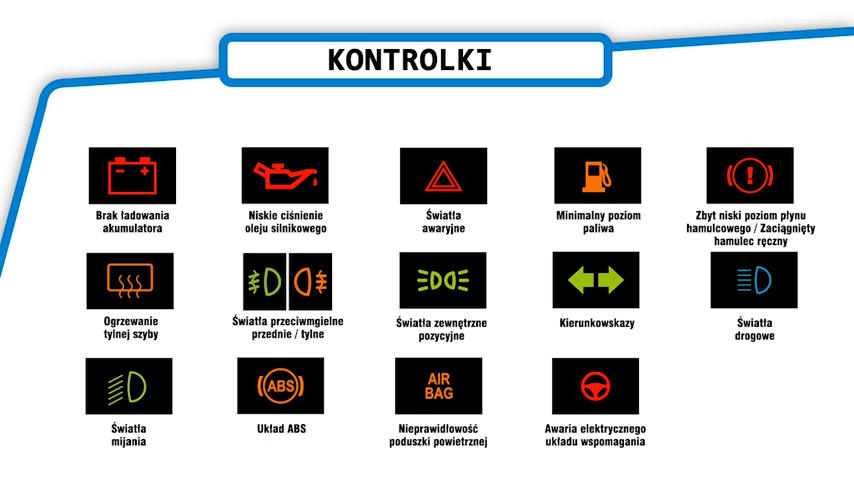 KONTROLKI
Brak ładowania
akumulatora
Niskie ciśnienie
oleju silnikowego
Światła
awaryjne
Minimalny poziom
paliwa
Zbyt niski poziom płynu
hamulcowego / Zaciągnięty
hamulec ręczny
Ogrzewanie
tylnej szyby
Światła przeciwmgielne
przednie / tylne
Światła zewnętrzne
pozycyjne
Kierunkowskazy
Światła
drogowe
Światła
mijania
ABS
Układ ABS
AIR
BAG
Nieprawidłowość
poduszki powietrznej
Awaria elektrycznego
układu wspomagania